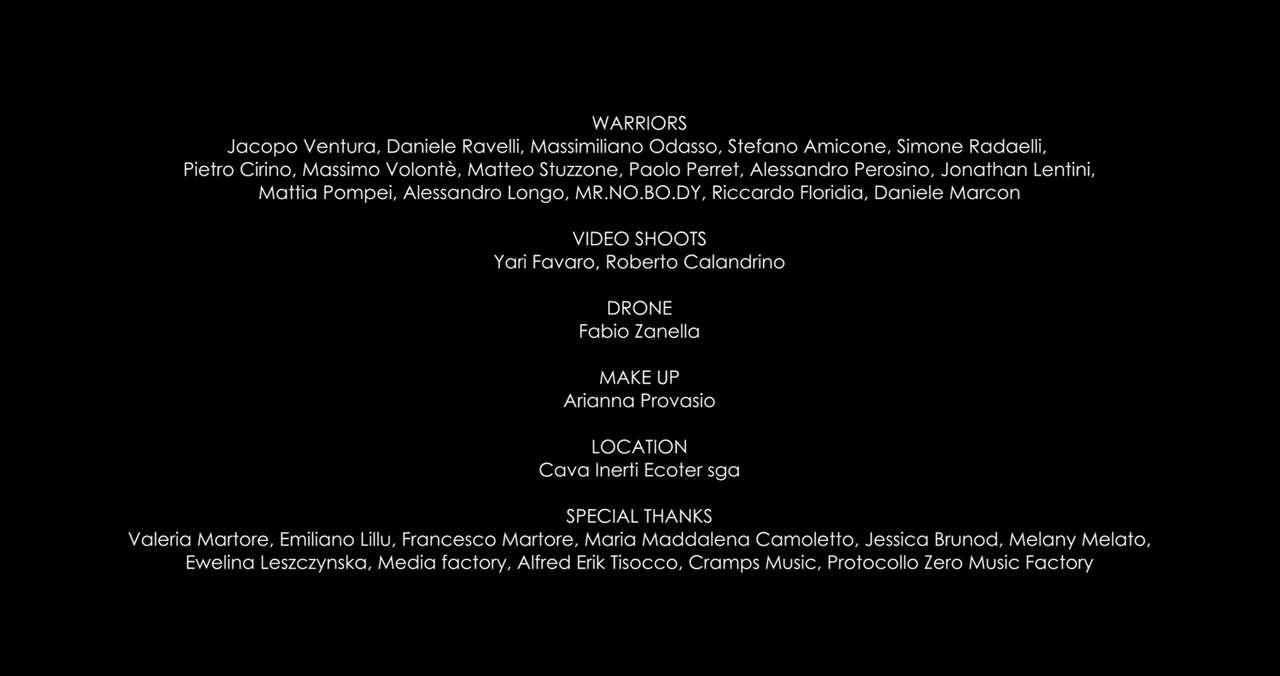 WARRIORS
Jacopo Ventura, Daniele Ravelli, Massimiliano Odasso, Stefano Amicone, Simone Radaelli,
Pietro Cirino, Massimo Volontè, Matteo Stuzzone, Paolo Perret, Alessandro Perosino, Jonathan Lentini,
Mattia Pompei, Alessandro Longo, MR.NO.BO.DY, Riccardo Floridia, Daniele Marcon
VIDEO SHOOTS
Yari Favaro, Roberto Calandrino
DRONE
Fabio Zanella
MAKE UP
Arianna Provasio
LOCATION
Cava Inerti Ecoter sga
SPECIAL THANKS
Valeria Martore, Emiliano Lillu, Francesco Martore, Maria Maddalena Camoletto, Jessica Brunod, Melany Melato,
Ewelina Leszczynska, Media factory, Alfred Erik Tisocco, Cramps Music, Protocollo Zero Music Factory